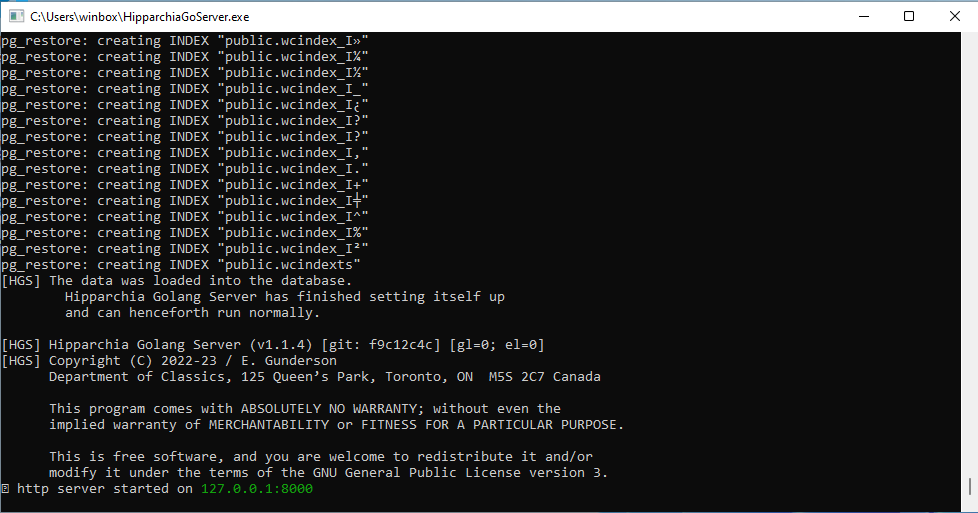 C:\Users\winbox\HipparchiaGoServer.exe
pg_restore: creating INDEX "public.wcindex_I»"
pg_restore: creating INDEX "public.wcindex_I¼"
pg_restore: creating INDEX "public.wcindex_I½"
pg_restore: creating INDEX "public.wcindex_I_"
pg_restore: creating INDEX "public.wcindex_I¿"
pg_restore: creating INDEX "public.wcindex_I?"
pg_restore: creating INDEX "public.wcindex_I?"
pg_restore: creating INDEX "public.wcindex_I,"
pg_restore: creating INDEX "public.wcindex_I."
pg_restore: creating INDEX "public.wcindex_I+"
pg_restore: creating INDEX "public.wcindex_I╪"
pg_restore: creating INDEX "public.wcindex_I^"
pg_restore: creating INDEX "public.wcindex_I%"
pg_restore: creating INDEX "public.wcindex_I²"
pg_restore: creating INDEX "public.wcindexts"
[HGS] The data was loaded into the database.
Hipparchia Golang Server has finished setting itself up
and can henceforth run normally.
[HGS] Hipparchia Golang Server (v1.1.4) [git: f9c12c4c] [gl=0; el=0]
[HGS] Copyright (C) 2022-23 / E. Gunderson
Department of Classics, 125 Queen’s Park, Toronto, ON  M5S 2C7 Canada
This program comes with ABSOLUTELY NO WARRANTY; without even the
implied warranty of MERCHANTABILITY or FITNESS FOR A PARTICULAR PURPOSE.
This is free software, and you are welcome to redistribute it and/or
modify it under the terms of the GNU General Public License version 3.
http server started on 127.0.0.1:8000